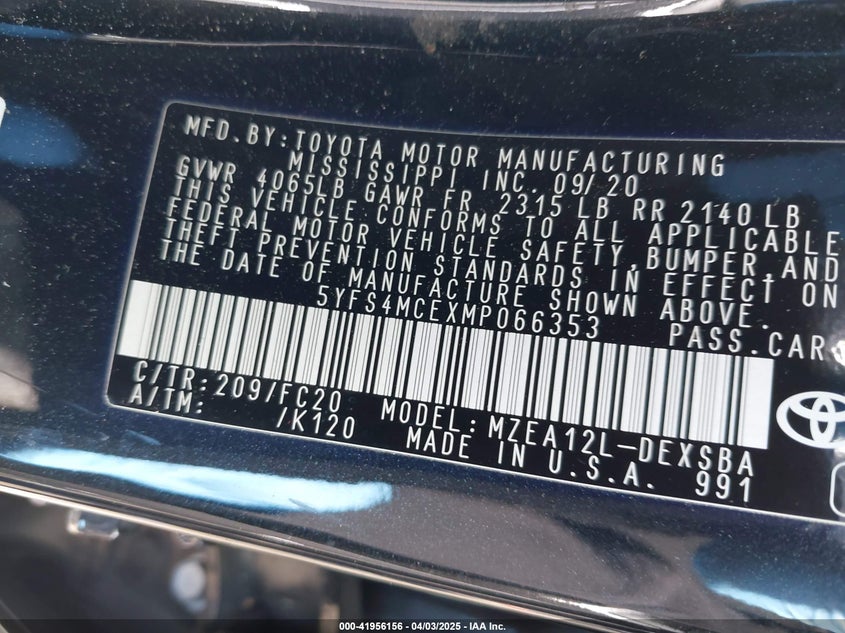 MFD.BY:TOYOTA MOTOR MANUFACTURING
MISSISSIPPI INC. 09/20
GVWR 4065LB GAWR FR 2315 LB RR 2140 LB
THIS VEHICLE CONFORMS TO ALL APPLICABLE
FEDERAL MOTOR VEHICLE SAFETY,BUMPER,AND
THEFT PREVENTION STANDARDS IN EFFECT ON
THE DATE OF MANUFACTURE SHOWN ABOVE.
5YFS4MCEXMP066353 PASS.CAR
C/TR:209/FC20 MODEL:MZEA12L-DEXSBA
A/TM: /K120 MADE IN U.S.A. 991
000-41956156 | 04/03/2025 - IAA Inc.